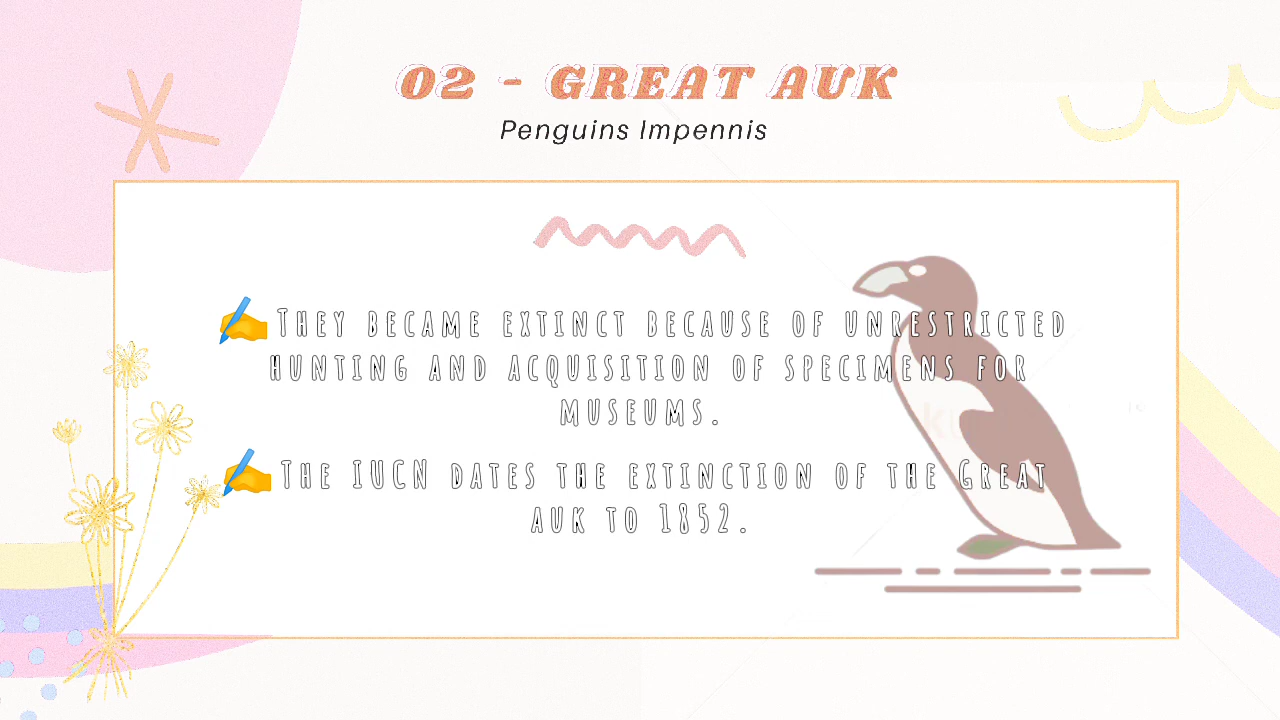 02 - GREAT AUK
Penguins Impennis
✍️They became extinct because of unrestricted
hunting and acquisition of specimens for
museums.
✍️The IUCN dates the extinction of the Great
auk to 1852.